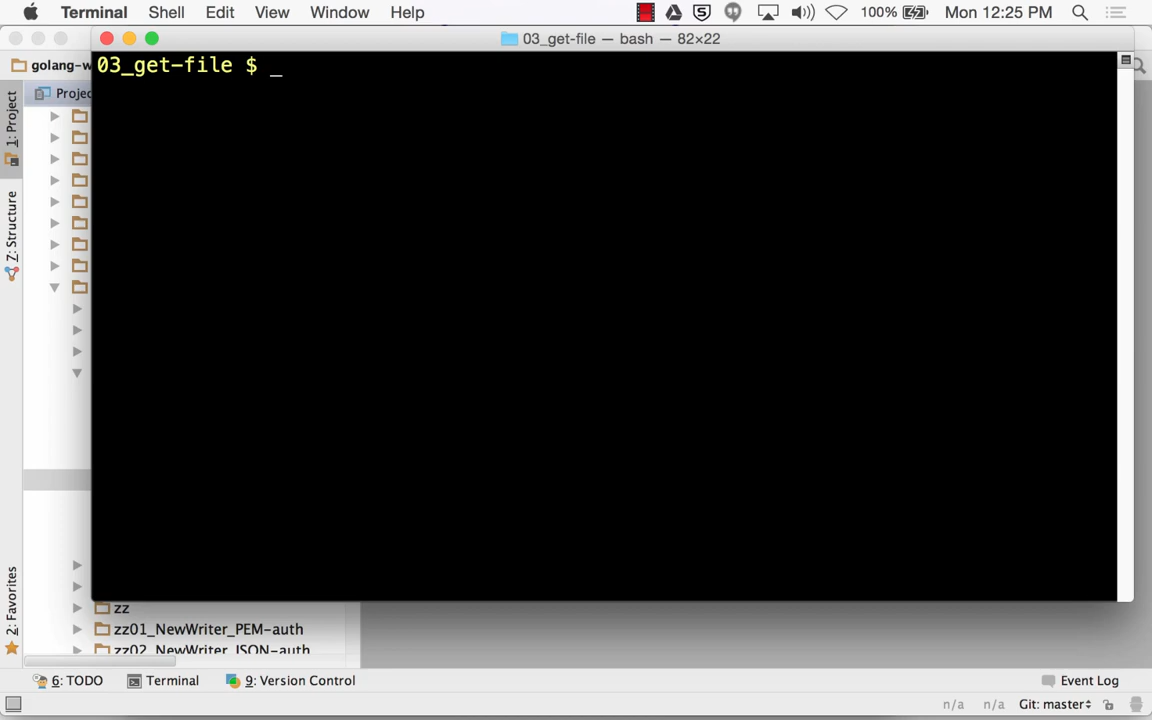 Terminal Shell Edit View Window Help 100% Mon 12:25 PM
03_get-file — bash — 82×22
golang-w
03_get-file $ _
Projec
1: Project
Z: Structure
2: Favorites
zz
zz01_NewWriter_PEM-auth
zz02_NewWriter_JSON-auth
6: TODO Terminal 9: Version Control Event Log
n/a n/a Git: master